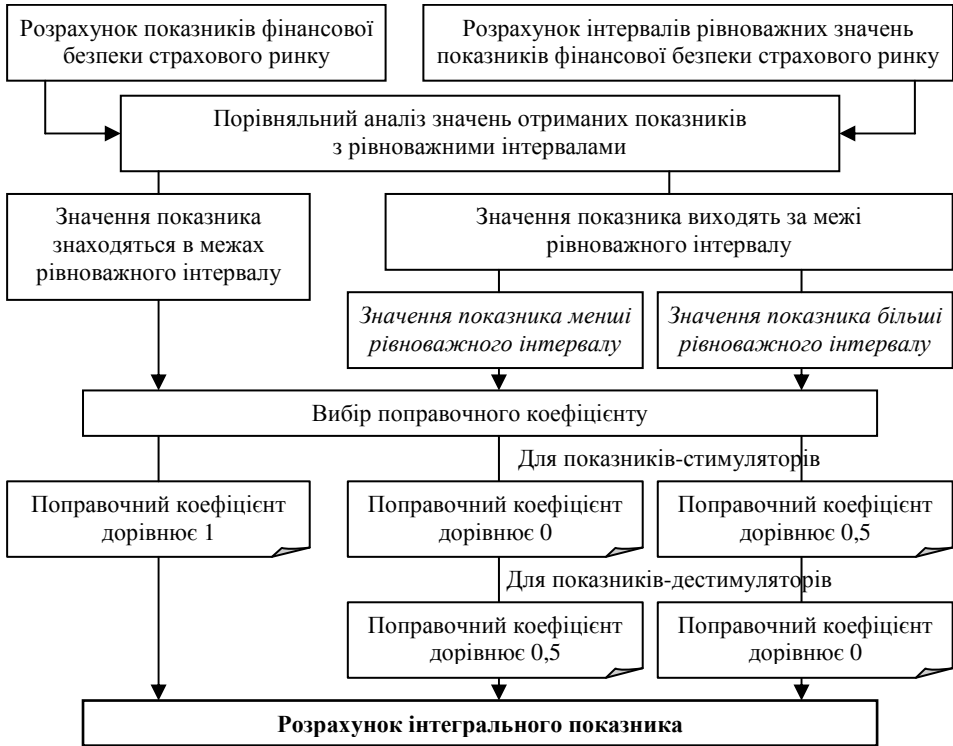 Розрахунок показників фінансової
безпеки страхового ринку
Розрахунок інтервалів рівноважних значень
показників фінансової безпеки страхового ринку
Порівняльний аналіз значень отриманих показників
з рівноважними інтервалами
Значення показника
знаходяться в межах
рівноважного інтервалу
Значення показника виходять за межі
рівноважного інтервалу
Значення показника менші
рівноважного інтервалу
Значення показника більші
рівноважного інтервалу
Вибір поправочного коефіцієнту
Для показників-стимуляторів
Поправочний коефіцієнт
дорівнює 1
Поправочний коефіцієнт
дорівнює 0
Поправочний коефіцієнт
дорівнює 0,5
Для показників-дестимуляторів
Поправочний коефіцієнт
дорівнює 0,5
Поправочний коефіцієнт
дорівнює 0
Розрахунок інтегрального показника